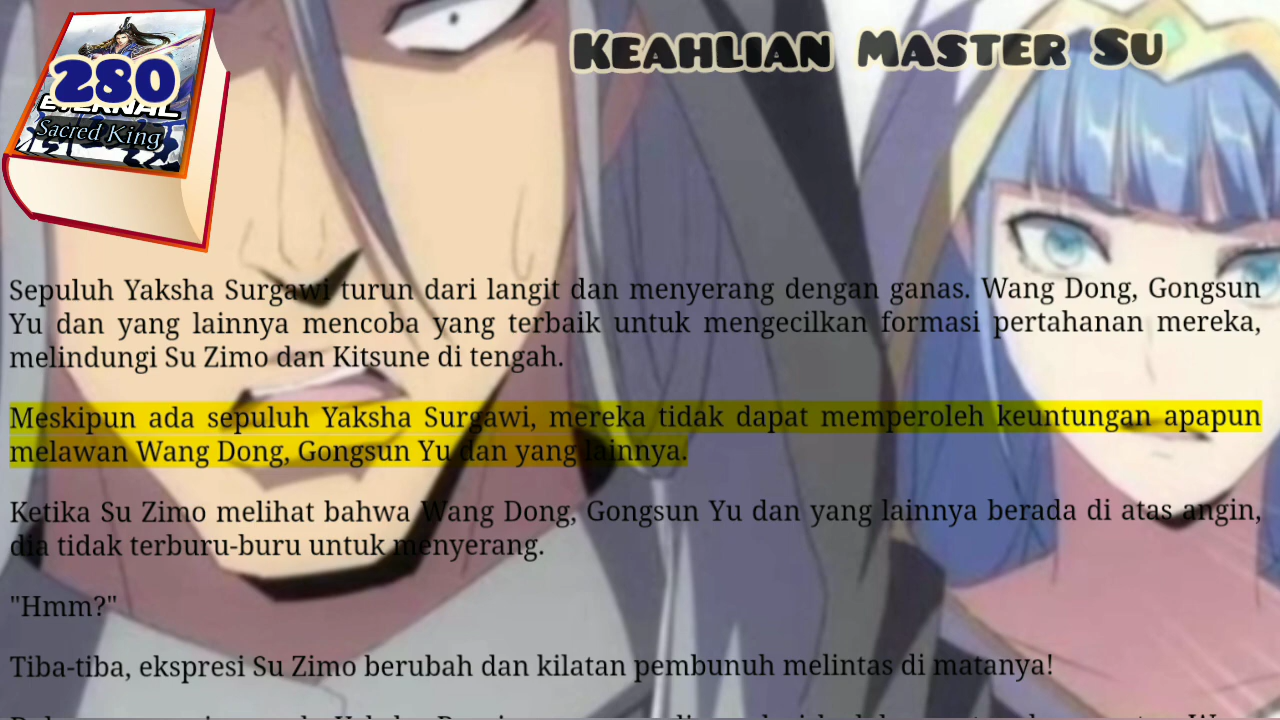 280
ETERNAL
Sacred King
Keahlian Master Su
Sepuluh Yaksha Surgawi turun dari langit dan menyerang dengan ganas. Wang Dong, Gongsun
Yu dan yang lainnya mencoba yang terbaik untuk mengecilkan formasi pertahanan mereka,
melindungi Su Zimo dan Kitsune di tengah.
Meskipun ada sepuluh Yaksha Surgawi, mereka tidak dapat memperoleh keuntungan apapun
melawan Wang Dong, Gongsun Yu dan yang lainnya.
Ketika Su Zimo melihat bahwa Wang Dong, Gongsun Yu dan yang lainnya berada di atas angin,
dia tidak terburu-buru untuk menyerang.
"Hmm?"
Tiba-tiba, ekspresi Su Zimo berubah dan kilatan pembunuh melintas di matanya!